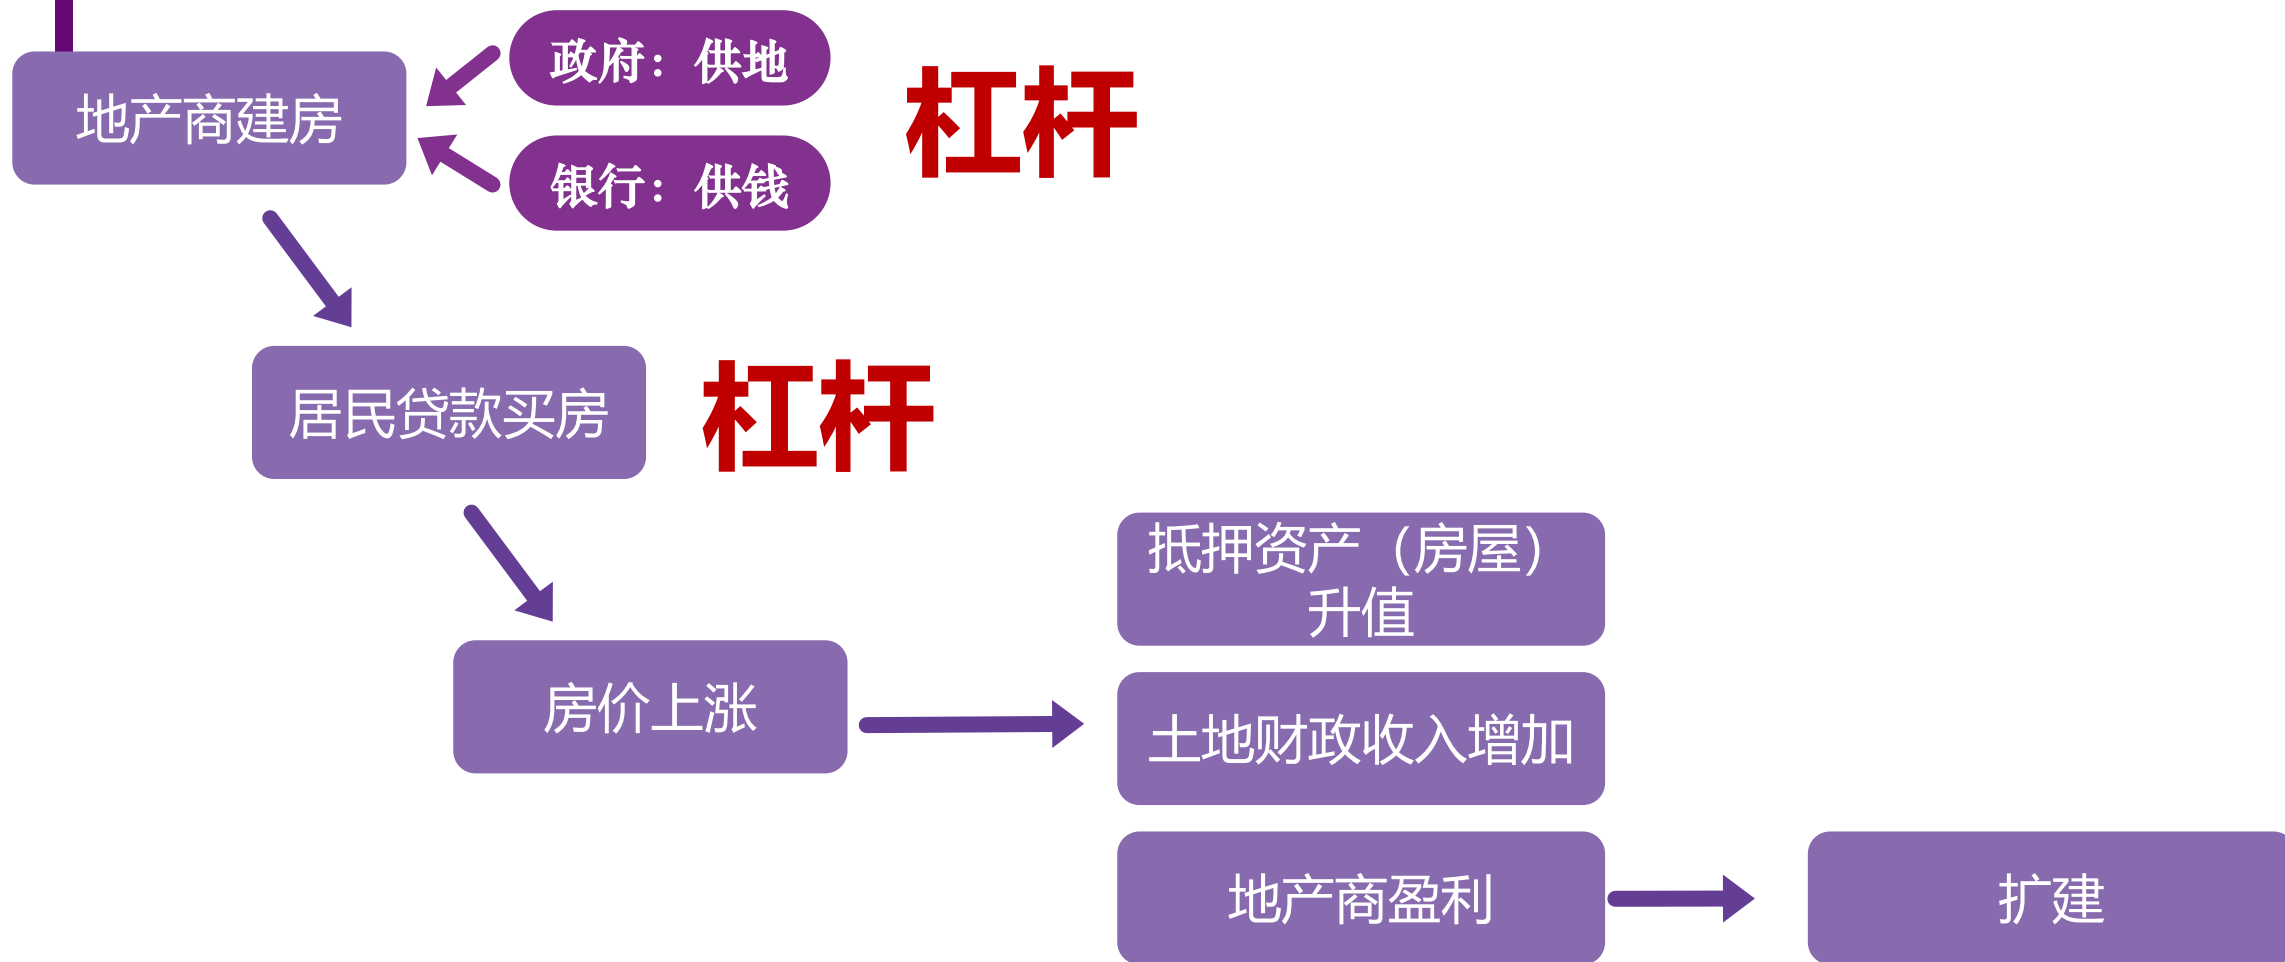 政府：供地
地产商建房
杠杆
银行：供钱
居民贷款买房
杠杆
抵押资产（房屋）
升值
房价上涨
土地财政收入增加
地产商盈利
扩建